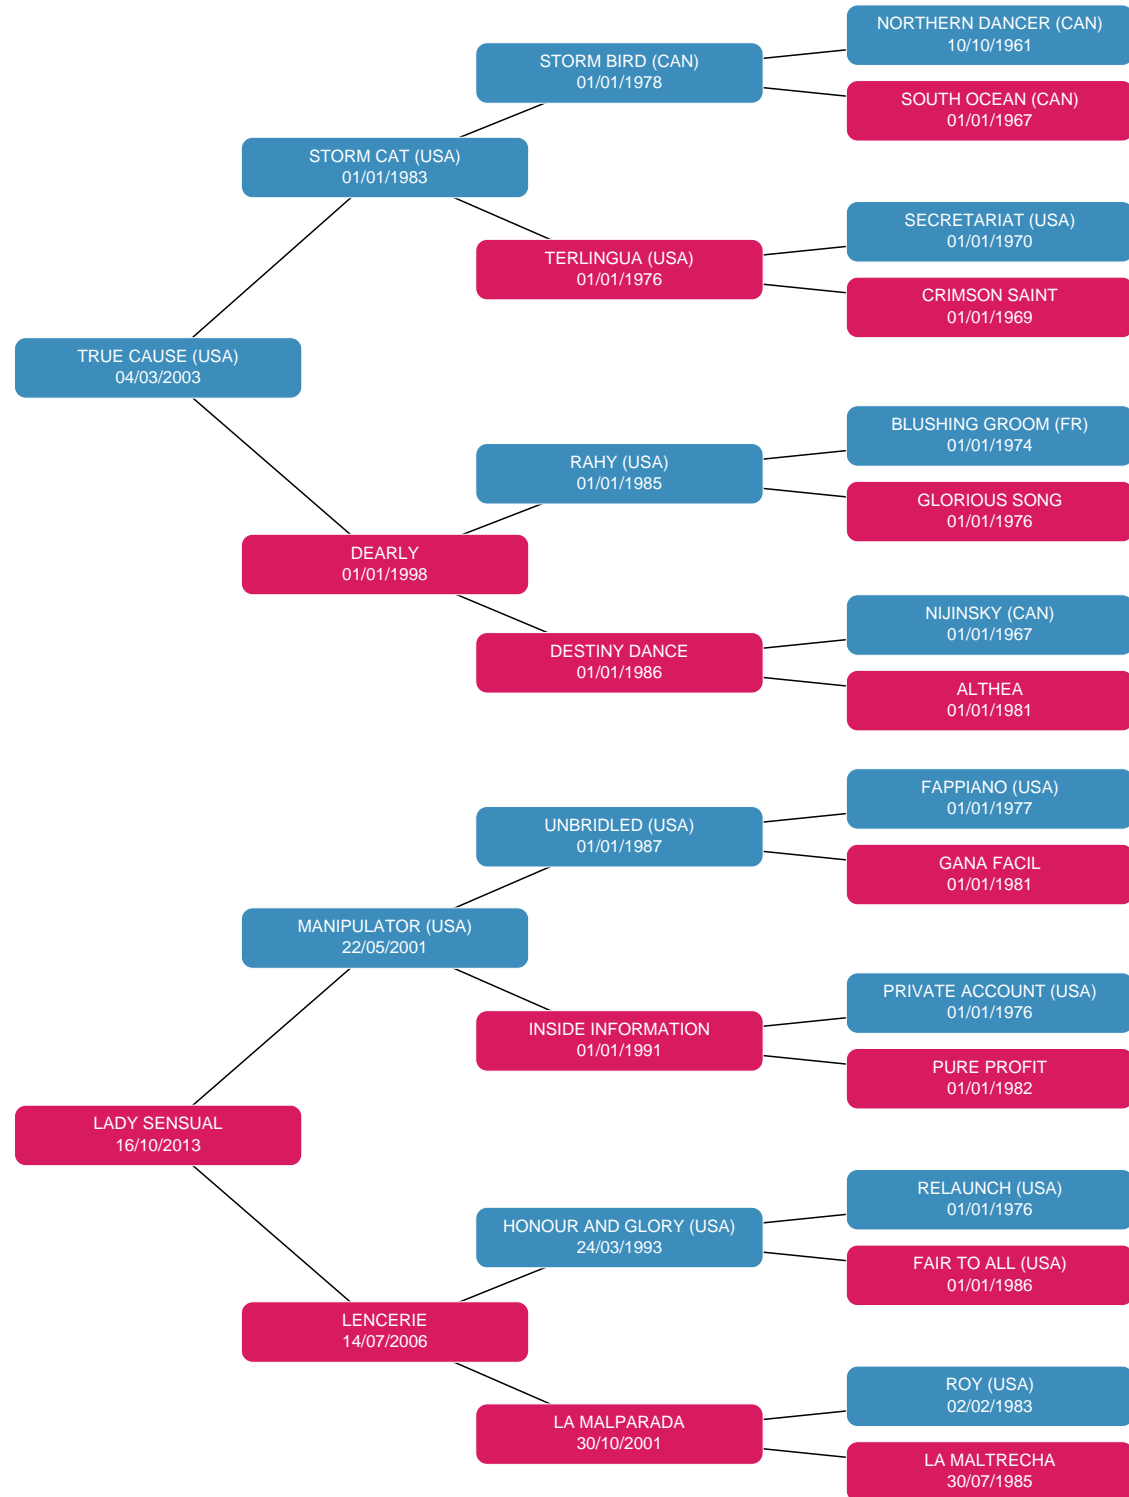 NORTHERN DANCER (CAN)
10/10/1961
STORM BIRD (CAN)
01/01/1978
SOUTH OCEAN (CAN)
01/01/1967
STORM CAT (USA)
01/01/1983
SECRETARIAT (USA)
01/01/1970
TERLINGUA (USA)
01/01/1976
CRIMSON SAINT
01/01/1969
TRUE CAUSE (USA)
04/03/2003
BLUSHING GROOM (FR)
01/01/1974
RAHY (USA)
01/01/1985
GLORIOUS SONG
01/01/1976
DEARLY
01/01/1998
NIJINSKY (CAN)
01/01/1967
DESTINY DANCE
01/01/1986
ALTHEA
01/01/1981
FAPPIANO (USA)
01/01/1977
UNBRIDLED (USA)
01/01/1987
GANA FACIL
01/01/1981
MANIPULATOR (USA)
22/05/2001
PRIVATE ACCOUNT (USA)
01/01/1976
INSIDE INFORMATION
01/01/1991
PURE PROFIT
01/01/1982
LADY SENSUAL
16/10/2013
RELAUNCH (USA)
01/01/1976
HONOUR AND GLORY (USA)
24/03/1993
FAIR TO ALL (USA)
01/01/1986
LENCERIE
14/07/2006
ROY (USA)
02/02/1983
LA MALPARADA
30/10/2001
LA MALTRECHA
30/07/1985